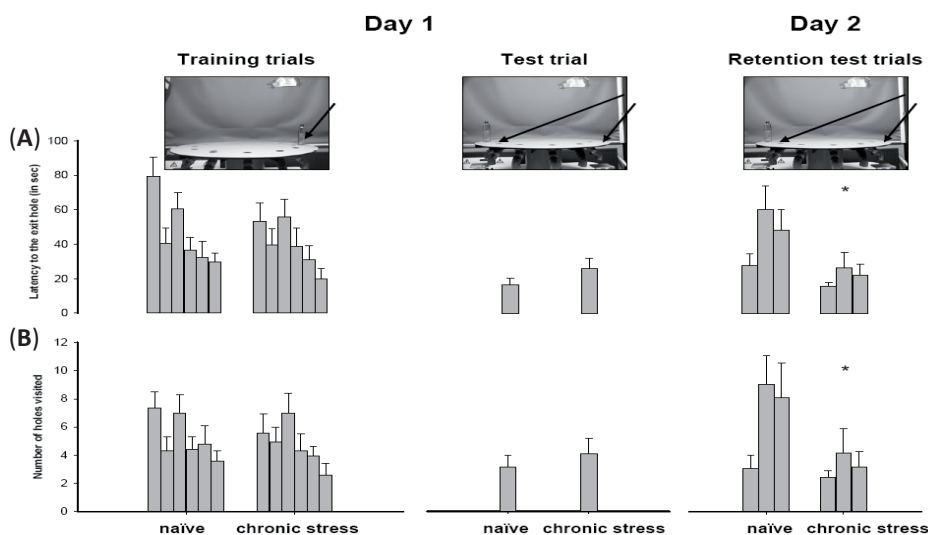 Day 1
Day 2
Training trials
Test trial
Retention test trials
(A)
Latency to the exit hole (in sec)
100
80
60
40
20
0
*
(B)
Number of holes visited
12
10
8
6
4
2
0
*
naïve
chronic stress
naïve
chronic stress
naïve
chronic stress